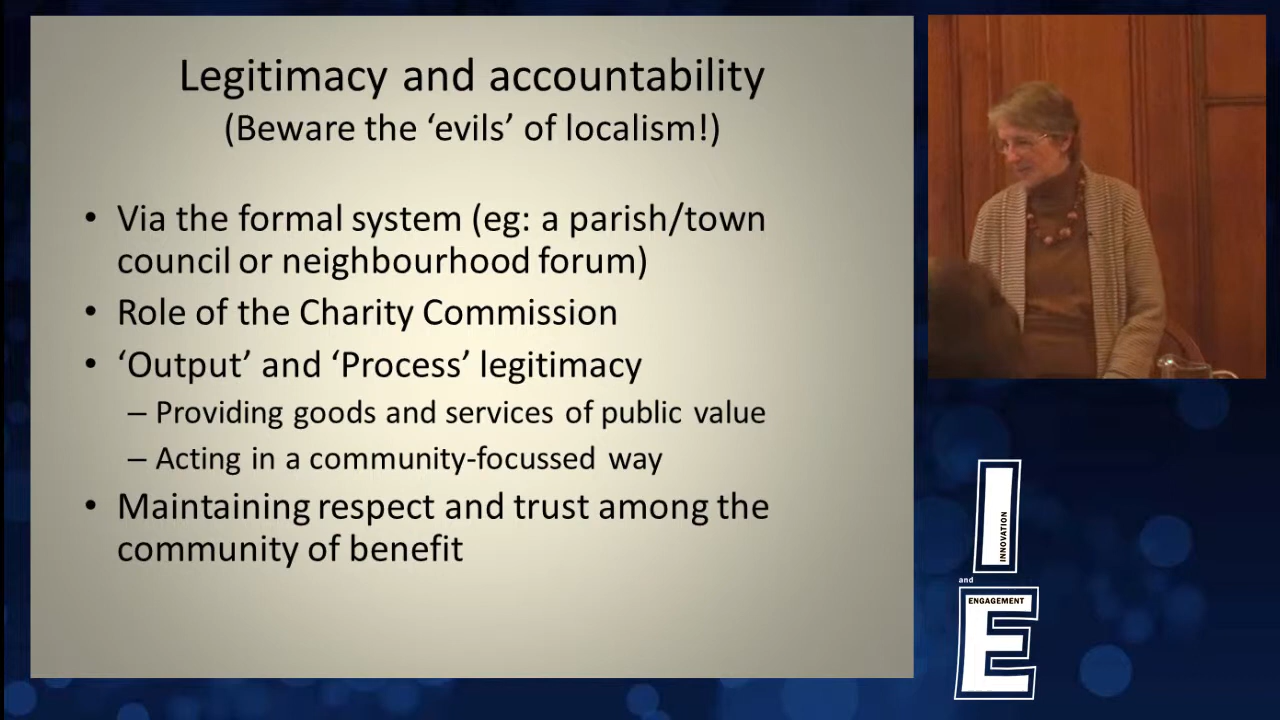 Legitimacy and accountability
(Beware the ‘evils’ of localism!)
• Via the formal system (eg: a parish/town
council or neighbourhood forum)
• Role of the Charity Commission
• ‘Output’ and ‘Process’ legitimacy
– Providing goods and services of public value
– Acting in a community-focussed way
• Maintaining respect and trust among the
community of benefit
I
INNOVATION
and
ENGAGEMENT
E